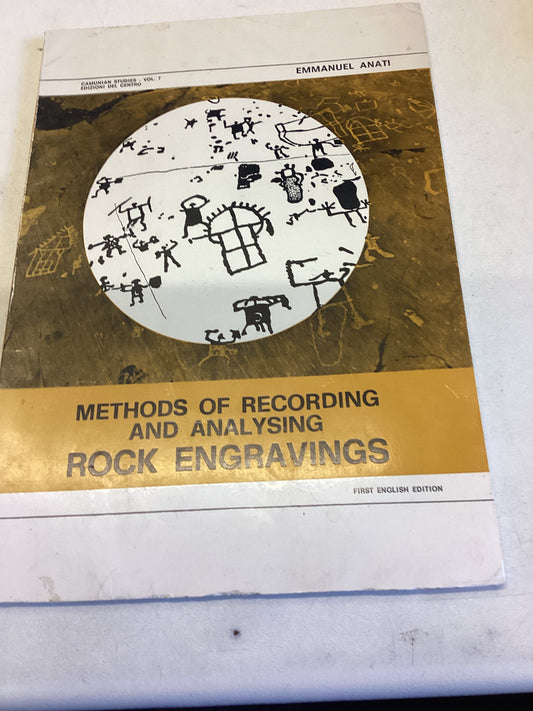 CAMUNIAN STUDIES - VOL. 7
EDIZIONI DEL CENTRO
EMMANUEL ANATI
METHODS OF RECORDING
AND ANALYSING
ROCK ENGRAVINGS
FIRST ENGLISH EDITION